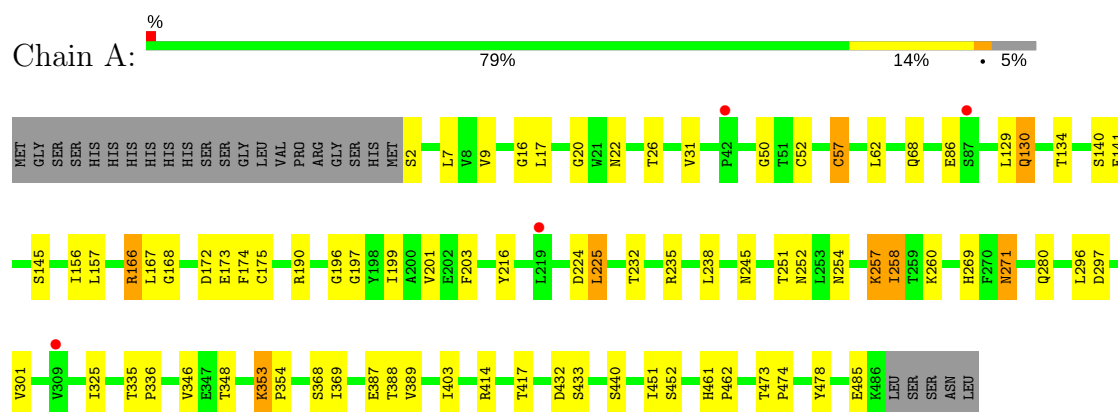 %
Chain A:
79% 14% • 5%
MET GLY SER SER HIS HIS HIS HIS HIS HIS SER SER GLY LEU VAL PRO ARG GLY SER HIS MET S2 L7 V8 V9 G16 L17 G20 W21 N22 T26 V31 P42 G50 T51 C52 C57 L62 Q68 E86 S87 L129 Q130 T134 S140
S145 I156 L157 R166 L167 G168 D172 E173 F174 C175 R190 G196 G197 Y198 I199 A200 V201 E202 F203 Y216 L219 D224 L225 T232 R235 L238 N245 T251 N252 L253 N254 K257 I258 T259 K260 H269 F270 N271 Q280 L296 D297
V301 V309 I325 T335 P336 V346 E347 T348 K353 P354 S368 I369 E387 T388 V389 I403 R414 T417 D432 S433 S440 I451 S452 H461 P462 T473 P474 Y478 E485 K486 LEU SER SER ASN LEU